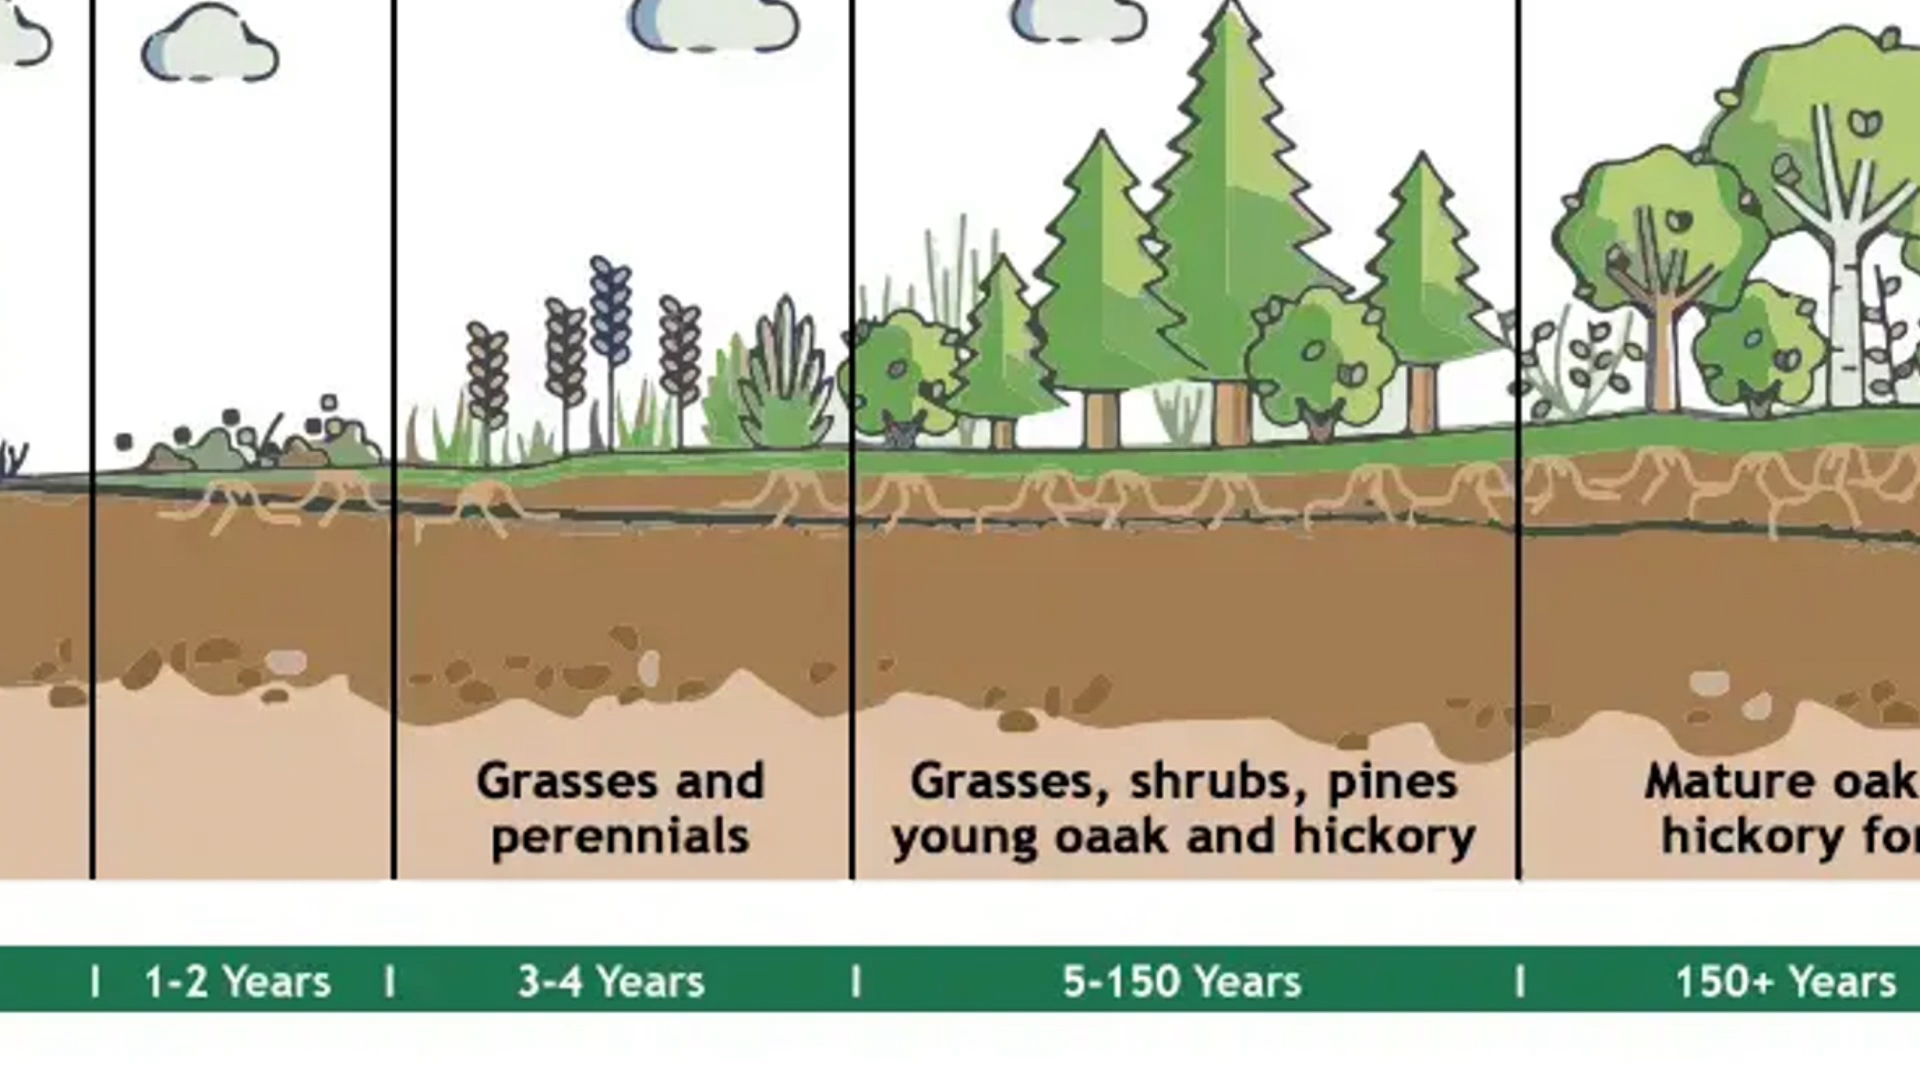 Grasses and
perennials
Grasses, shrubs, pines
young oaak and hickory
Mature oak
hickory for
1-2 Years
3-4 Years
5-150 Years
150+ Years